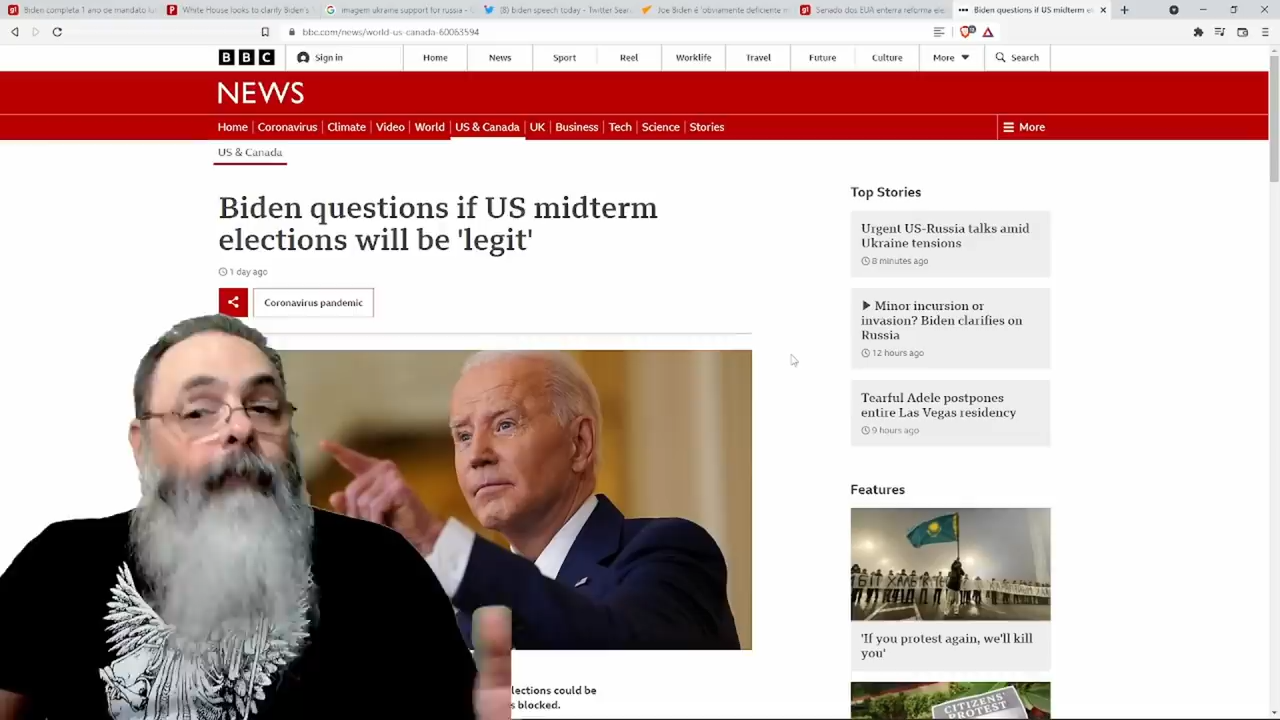 Biden completa 1 ano de mandato
White House looks to clarify Biden's
imagem ukraine support for russia -
(8) biden speech today - Twitter Sear
Joe Biden é 'obviamente deficiente m
Senado dos EUA enterra reforma ele
Biden questions if US midterm el
bbc.com/news/world-us-canada-60063594
BBC
Sign in
Home
News
Sport
Reel
Worklife
Travel
Future
Culture
More
Search
NEWS
Home
Coronavirus
Climate
Video
World
US & Canada
UK
Business
Tech
Science
Stories
More
US & Canada
Biden questions if US midterm
elections will be 'legit'
1 day ago
Coronavirus pandemic
lections could be
s blocked.
Top Stories
Urgent US-Russia talks amid
Ukraine tensions
8 minutes ago
Minor incursion or
invasion? Biden clarifies on
Russia
12 hours ago
Tearful Adele postpones
entire Las Vegas residency
9 hours ago
Features
'If you protest again, we'll kill
you'
CITIZENS'
PROTEST